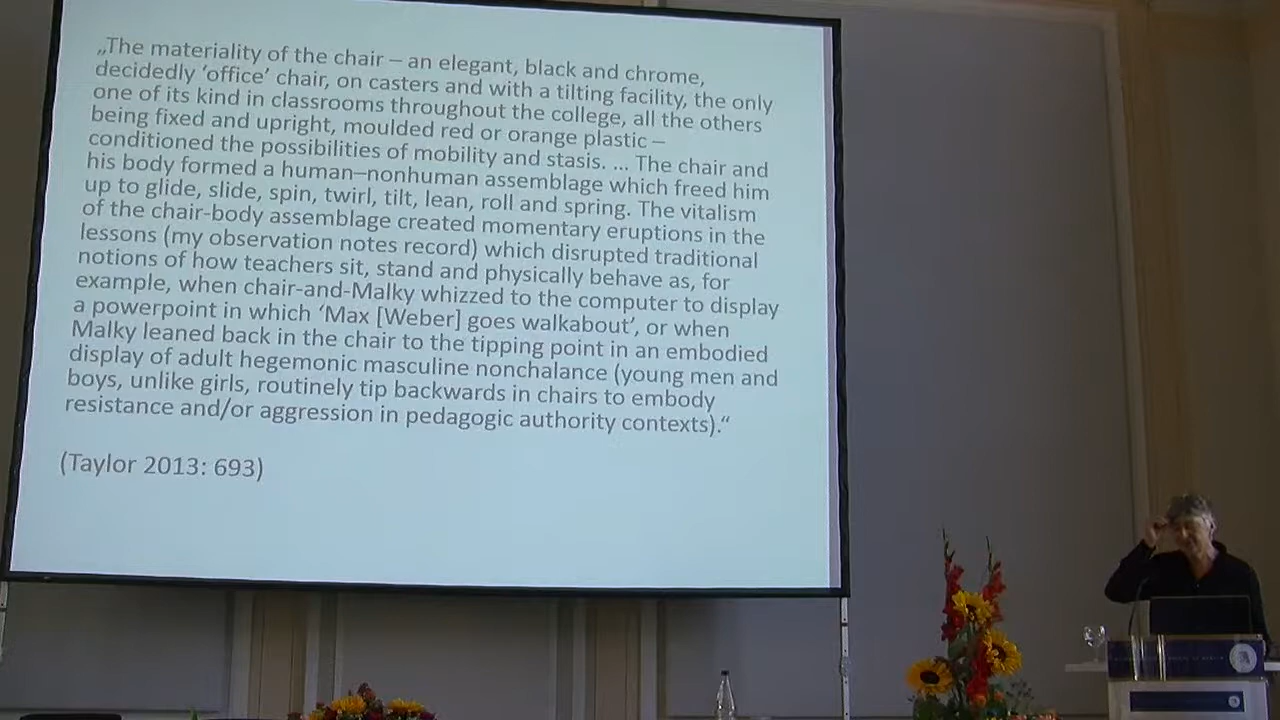 „The materiality of the chair – an elegant, black and chrome,
decidedly ‘office’ chair, on casters and with a tilting facility, the only
one of its kind in classrooms throughout the college, all the others
being fixed and upright, moulded red or orange plastic –
conditioned the possibilities of mobility and stasis. ... The chair and
his body formed a human–nonhuman assemblage which freed him
up to glide, slide, spin, twirl, tilt, lean, roll and spring. The vitalism
of the chair-body assemblage created momentary eruptions in the
lessons (my observation notes record) which disrupted traditional
notions of how teachers sit, stand and physically behave as, for
example, when chair-and-Malky whizzed to the computer to display
a powerpoint in which ‘Max [Weber] goes walkabout’, or when
Malky leaned back in the chair to the tipping point in an embodied
display of adult hegemonic masculine nonchalance (young men and
boys, unlike girls, routinely tip backwards in chairs to embody
resistance and/or aggression in pedagogic authority contexts).“
(Taylor 2013: 693)